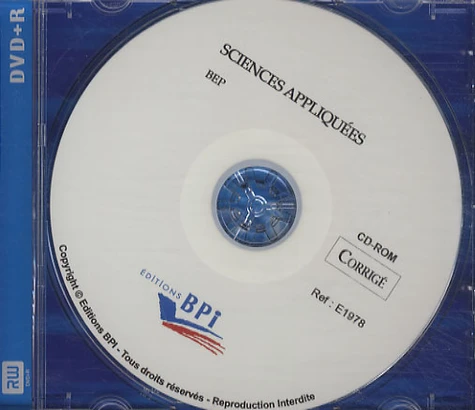 DVD+R
SCIENCES APPLIQUÉES
BEP
CD-ROM
CORRIGÉ
Ref : E1978
EDITIONS
BPi
Copyright © Editions BPI - Tous droits réservés - Reproduction Interdite
RW